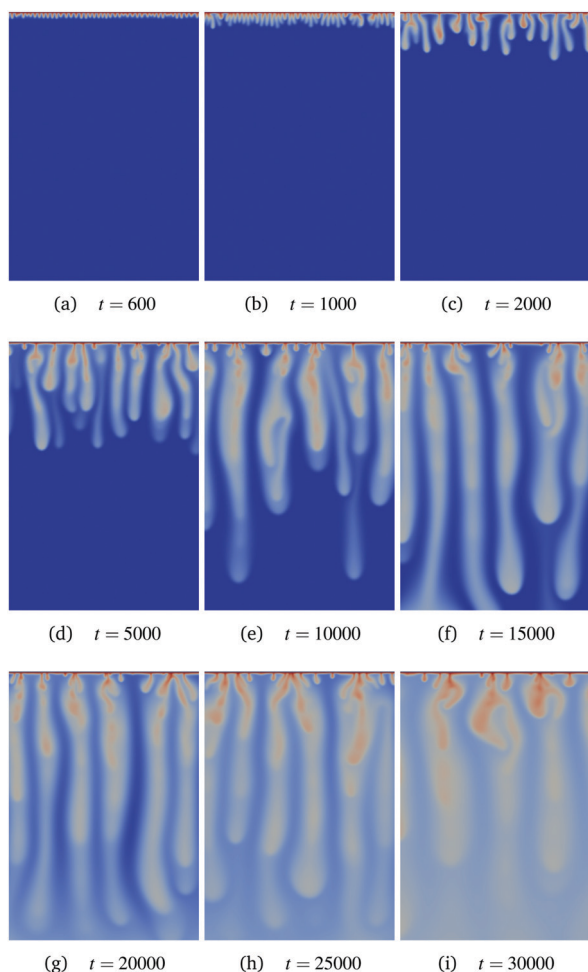 (a) t = 600
(b) t = 1000
(c) t = 2000
(d) t = 5000
(e) t = 10000
(f) t = 15000
(g) t = 20000
(h) t = 25000
(i) t = 30000